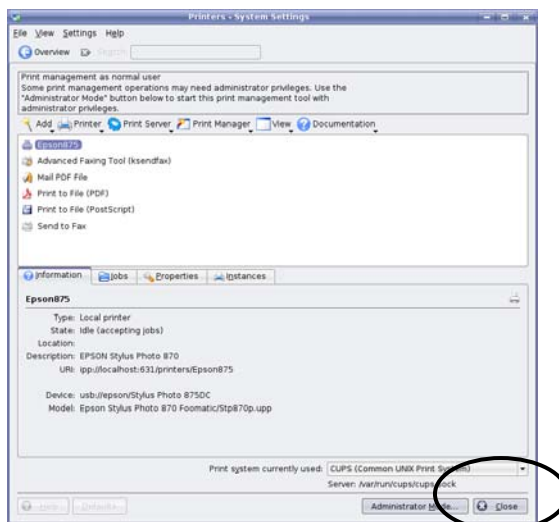 Printers - System Settings
File View Settings Help
Overview Search:
Print management as normal user
Some print management operations may need administrator privileges. Use the
"Administrator Mode" button below to start this print management tool with
administrator privileges.
Add Printer Print Server Print Manager View Documentation
Epson875
Advanced Faxing Tool (ksendfax)
Mail PDF File
Print to File (PDF)
Print to File (PostScript)
Send to Fax
Information Jobs Properties Instances
Epson875
Type: Local printer
State: Idle (accepting jobs)
Location:
Description: EPSON Stylus Photo 870
URI: ipp://localhost:631/printers/Epson875
Device: usb://epson/Stylus Photo 875DC
Model: Epson Stylus Photo 870 Foomatic/Stp870p.upp
Print system currently used: CUPS (Common UNIX Print System)
Server: /var/run/cups/cups.sock
Help Defaults Administrator Mode... Close